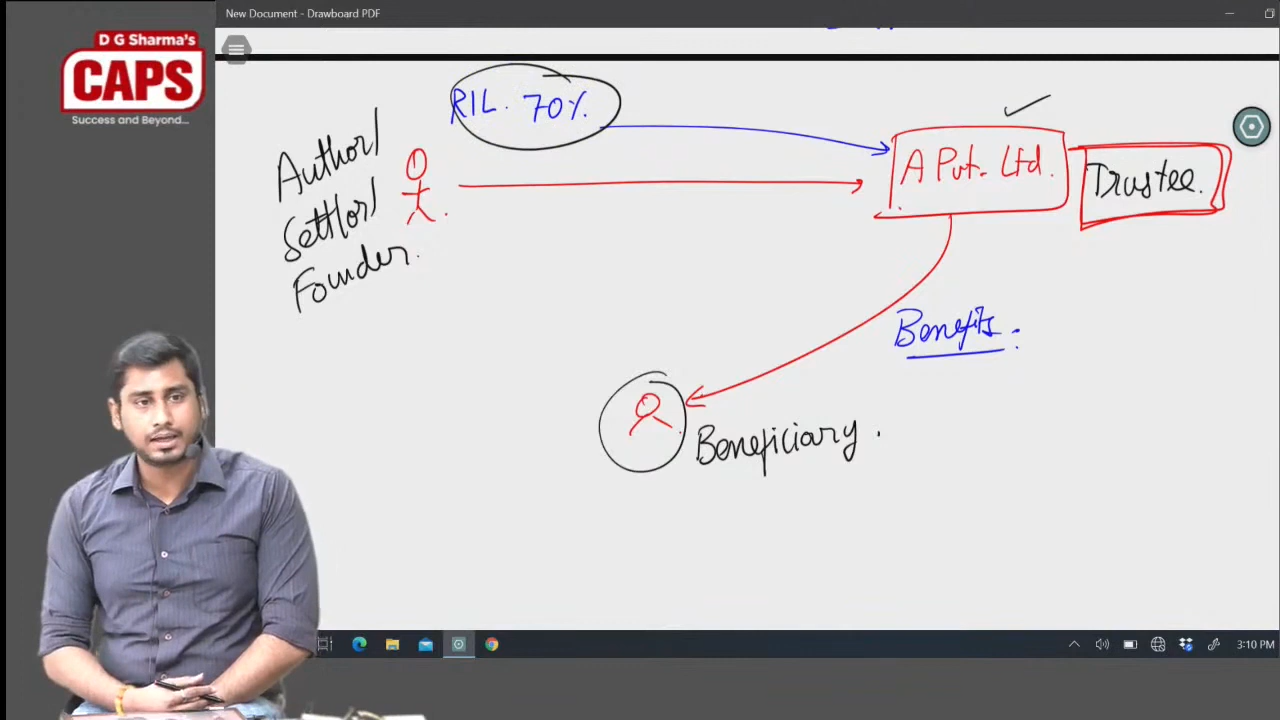 New Document - Drawboard PDF
D G Sharma's
CAPS
Success and Beyond...
RIL. 70%.
Author/
Settlor/
Founder.
A Pvt. Ltd.
Trustee.
Benefits:
Beneficiary.
3:10 PM